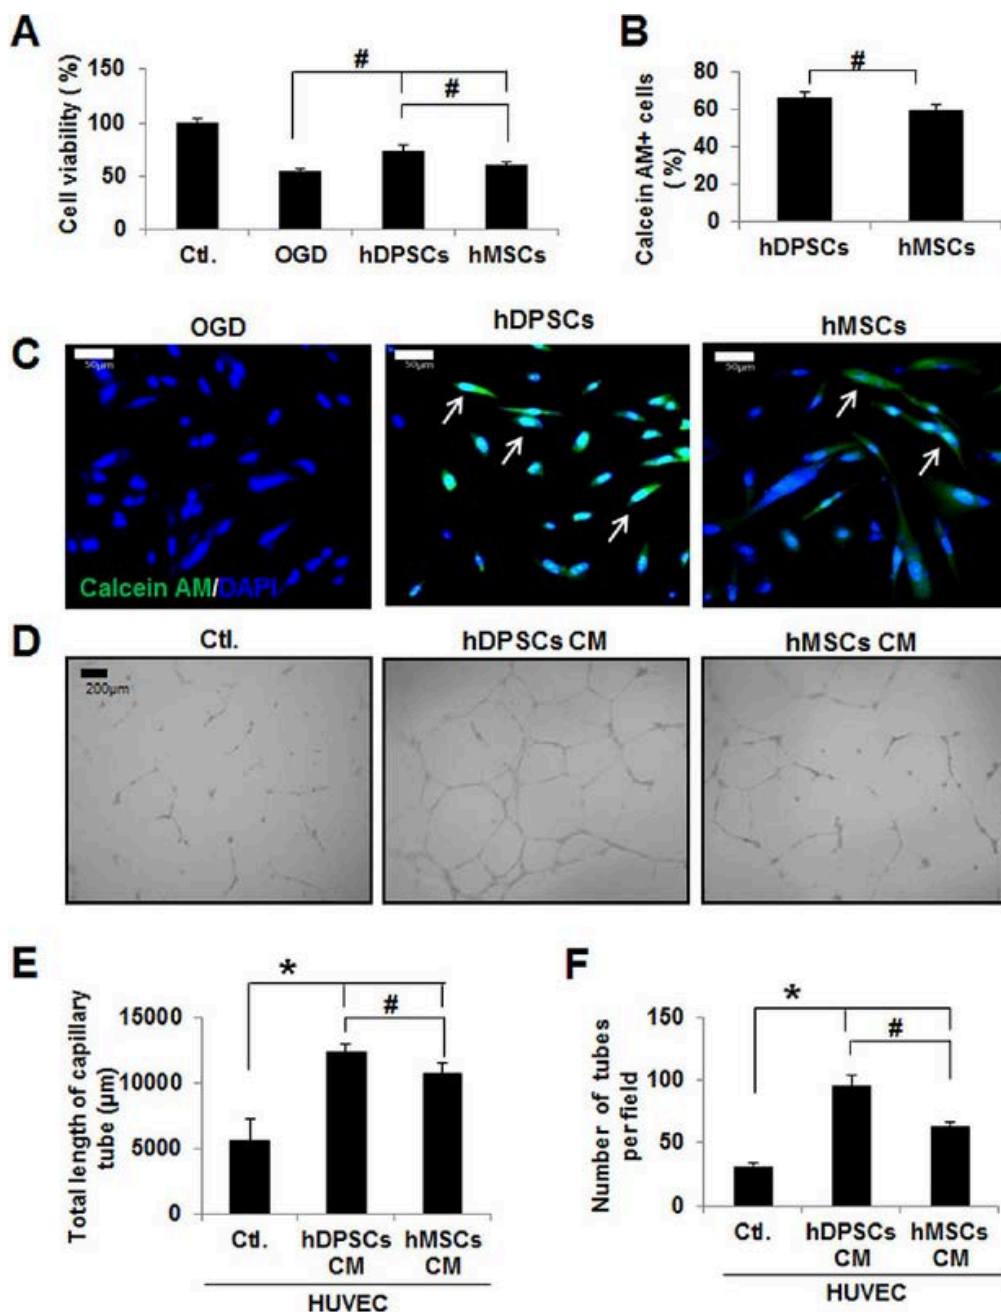 A
Cell viability ( %)
150
100
50
0
#
#
Ctl.
OGD
hDPSCs
hMSCs
B
Calcein AM+ cells
( %)
80
60
40
20
0
#
hDPSCs
hMSCs
C
OGD
hDPSCs
hMSCs
50µm
50µm
50µm
Calcein AM/DAPI
D
Ctl.
hDPSCs CM
hMSCs CM
200µm
E
Total length of capillary
tube (µm)
15000
10000
5000
0
*
#
Ctl.
hDPSCs
CM
hMSCs
CM
HUVEC
F
Number of tubes
per field
150
100
50
0
*
#
Ctl.
hDPSCs
CM
hMSCs
CM
HUVEC